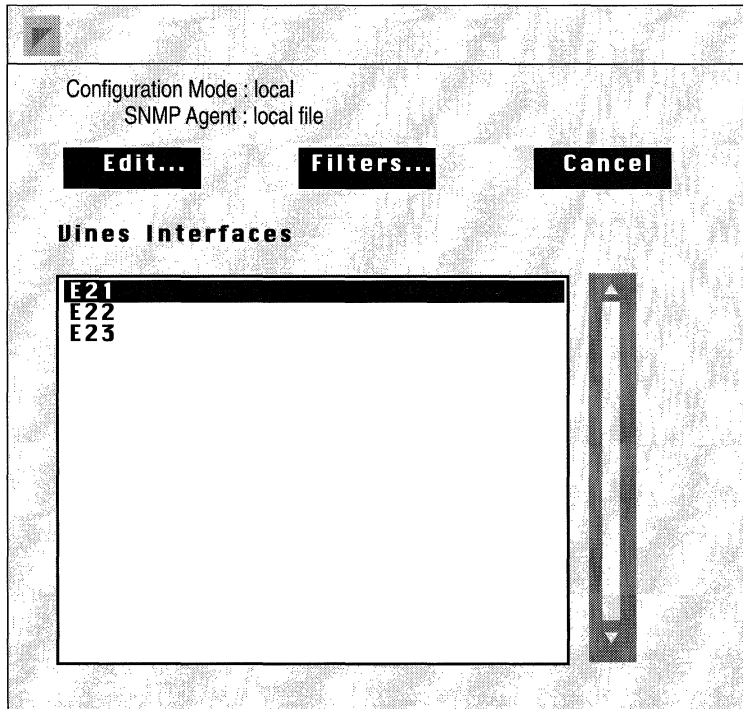 Configuration Mode : local
SNMP Agent : local file
Edit... Filters... Cancel
Vines Interfaces
E21
E22
E23